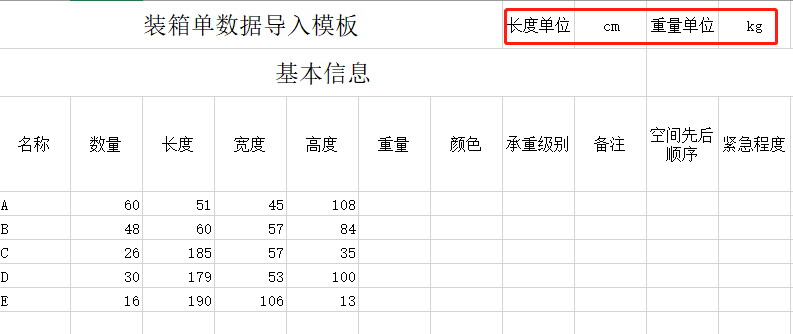 装箱单数据导入模板 长度单位 cm 重量单位 kg
基本信息
名称 数量 长度 宽度 高度 重量 颜色 承重级别 备注 空间先后顺序 紧急程度
A 60 51 45 108
B 48 60 57 84
C 26 185 57 35
D 30 179 53 100
E 16 190 106 13